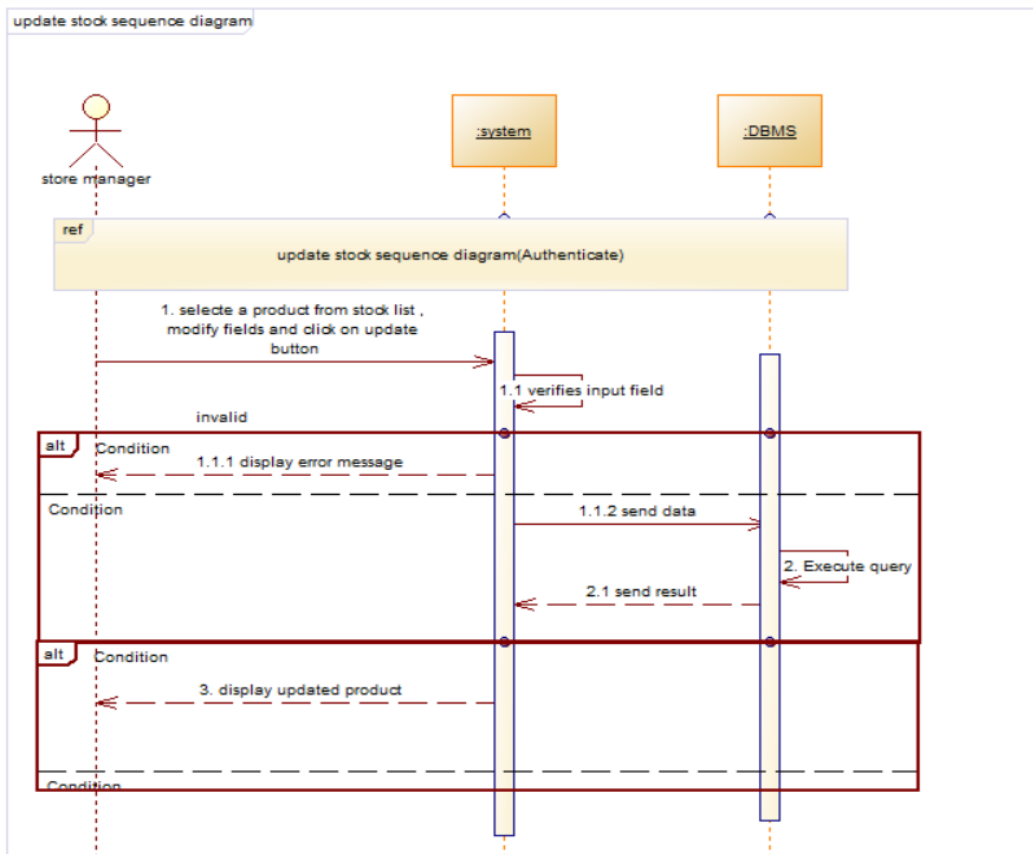 update stock sequence diagram
:system
:DBMS
store manager
ref
update stock sequence diagram(Authenticate)
1. selecte a product from stock list ,
modify fields and click on update
button
1.1 verifies input field
invalid
alt
Condition
1.1.1 display error message
Condition
1.1.2 send data
2. Execute query
2.1 send result
alt
Condition
3. display updated product
Condition